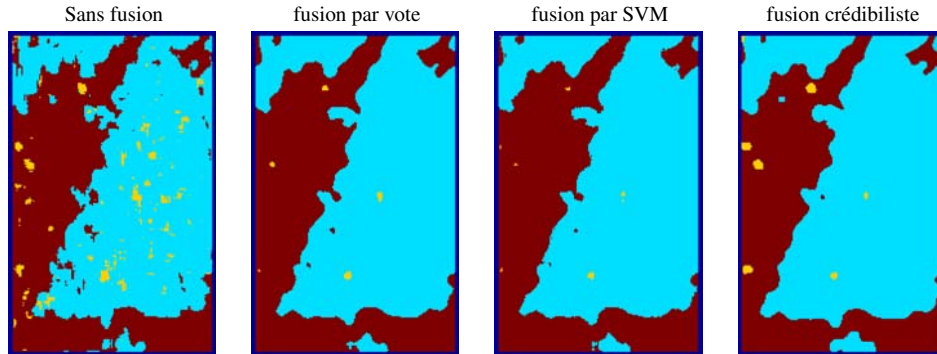 Sans fusion
fusion par vote
fusion par SVM
fusion crédibiliste